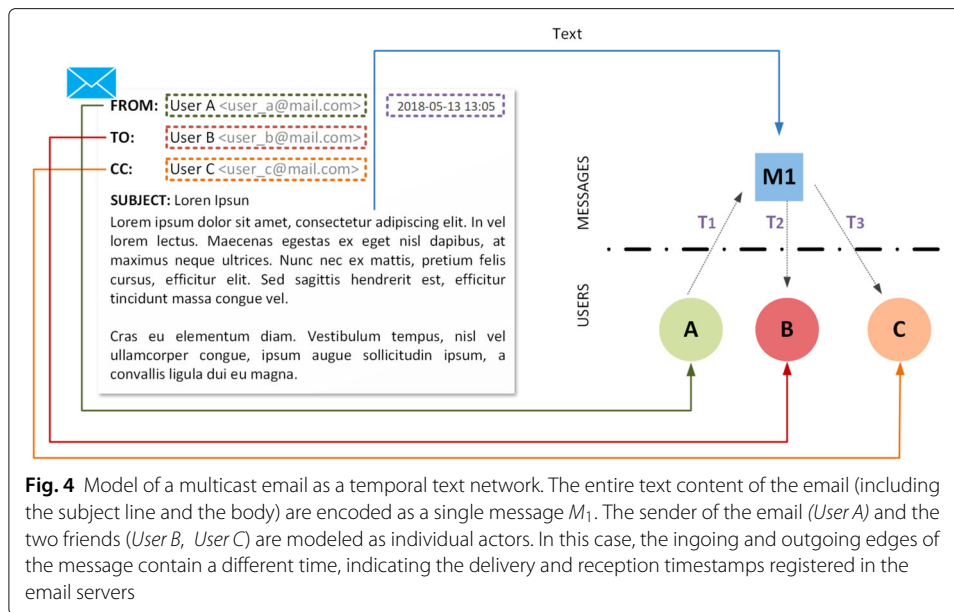 Text
FROM: User A <user_a@mail.com> 2018-05-13 13:05
TO: User B <user_b@mail.com>
CC: User C <user_c@mail.com>
SUBJECT: Loren Ipsun
Lorem ipsum dolor sit amet, consectetur adipiscing elit. In vel
lorem lectus. Maecenas egestas ex eget nisl dapibus, at
maximus neque ultrices. Nunc nec ex mattis, pretium felis
cursus, efficitur elit. Sed sagittis hendrerit est, efficitur
tincidunt massa congue vel.
Cras eu elementum diam. Vestibulum tempus, nisl vel
ullamcorper congue, ipsum augue sollicitudin ipsum, a
convallis ligula dui eu magna.
MESSAGES
M1
T1 T2 T3
USERS
A B C
Fig. 4 Model of a multicast email as a temporal text network. The entire text content of the email (including
the subject line and the body) are encoded as a single message M1. The sender of the email (User A) and the
two friends (User B, User C) are modeled as individual actors. In this case, the ingoing and outgoing edges of
the message contain a different time, indicating the delivery and reception timestamps registered in the
email servers